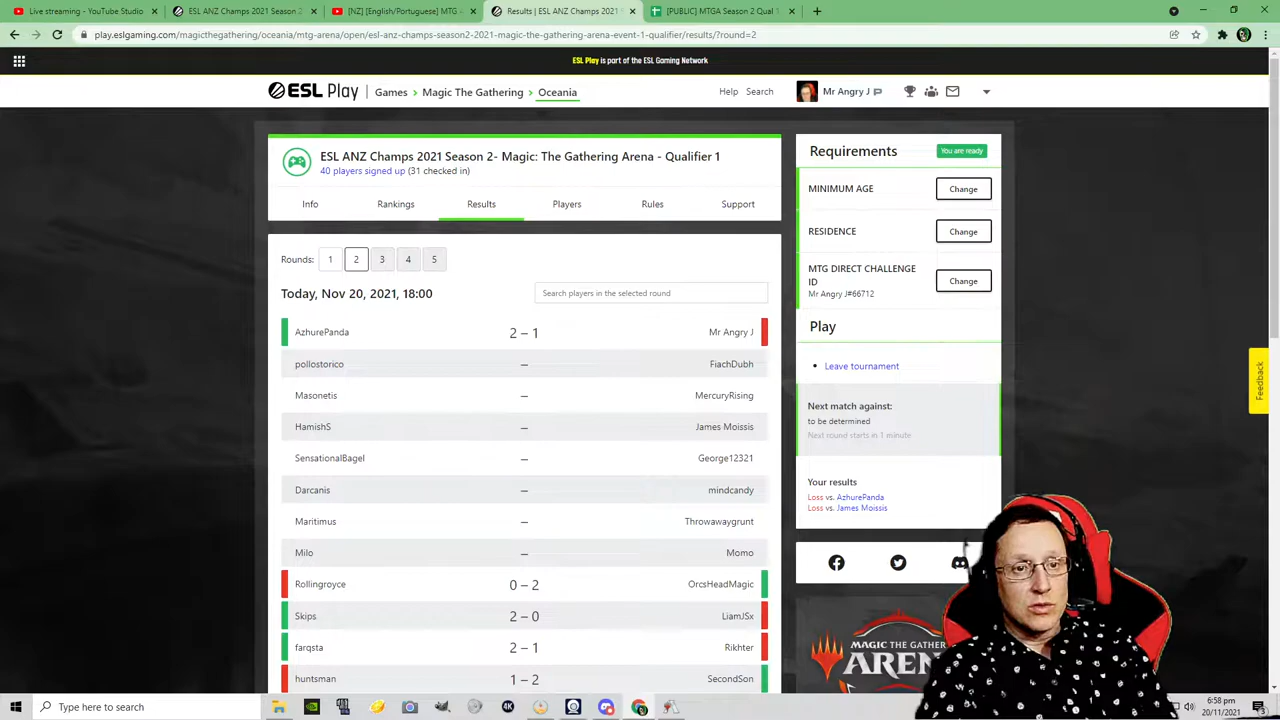 Live streaming - YouTube Studio
ESL ANZ Champs 2021 Season 2-
[NZ] [English/Portuguese] MTG -
Results | ESL ANZ Champs 2021
[PUBLIC] MTGA Season 2 Qual 1
play.eslgaming.com/magicthegathering/oceania/mtg-arena/open/esl-anz-champs-season2-2021-magic-the-gathering-arena-event-1-qualifier/results/?round=2
ESL Play is part of the ESL Gaming Network
ESL Play
Games > Magic The Gathering > Oceania
Help Search
Mr Angry J
ESL ANZ Champs 2021 Season 2- Magic: The Gathering Arena - Qualifier 1
40 players signed up (31 checked in)
Info Rankings Results Players Rules Support
Rounds: 1 2 3 4 5
Today, Nov 20, 2021, 18:00
Search players in the selected round
AzhurePanda 2 – 1 Mr Angry J
pollostorico – FiachDubh
Masonetis – MercuryRising
HamishS – James Moissis
SensationalBagel – George12321
Darcanis – mindcandy
Maritimus – Throwawaygrunt
Milo – Momo
Rollingroyce 0 – 2 OrcsHeadMagic
Skips 2 – 0 LiamJSx
farqsta 2 – 1 Rikhter
huntsman 1 – 2 SecondSon
Requirements
You are ready
MINIMUM AGE
Change
RESIDENCE
Change
MTG DIRECT CHALLENGE
ID
Mr Angry J#66712
Change
Play
• Leave tournament
Next match against:
to be determined
Next round starts in 1 minute
Your results
Loss vs. AzhurePanda
Loss vs. James Moissis
MAGIC THE GATHER
AREN
Feedback
Type here to search
4K
6:58 pm
20/11/2021
3